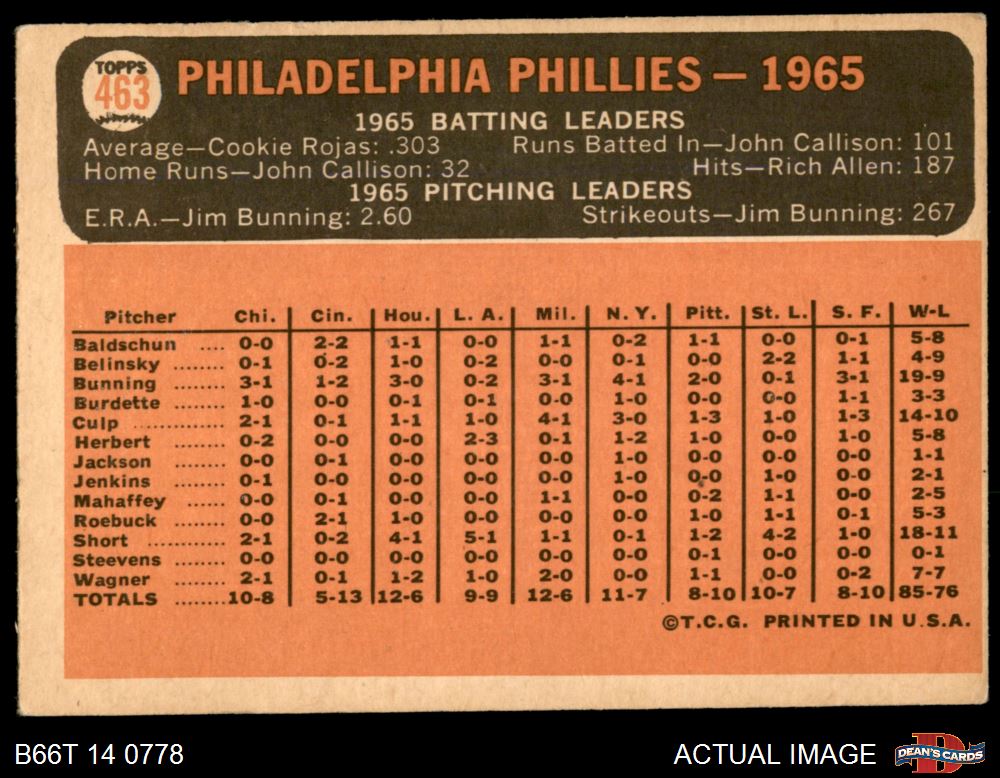 TOPPS
463
PHILADELPHIA PHILLIES — 1965
1965 BATTING LEADERS
Average—Cookie Rojas: .303 Runs Batted In—John Callison: 101
Home Runs—John Callison: 32 Hits—Rich Allen: 187
1965 PITCHING LEADERS
E.R.A.—Jim Bunning: 2.60 Strikeouts—Jim Bunning: 267
Pitcher Chi. Cin. Hou. L. A. Mil. N. Y. Pitt. St. L. S. F. W-L
Baldschun .... 0-0 2-2 1-1 0-0 1-1 0-2 1-1 0-0 0-1 5-8
Belinsky ........ 0-1 0-2 1-0 0-2 0-0 0-1 0-0 2-2 1-1 4-9
Bunning ........ 3-1 1-2 3-0 0-2 3-1 4-1 2-0 0-1 3-1 19-9
Burdette ........ 1-0 0-0 0-1 0-1 0-0 1-0 0-0 0-0 1-1 3-3
Culp .............. 2-1 0-1 1-1 1-0 4-1 3-0 1-3 1-0 1-3 14-10
Herbert ........ 0-2 0-0 0-0 2-3 0-1 1-2 1-0 0-0 1-0 5-8
Jackson ........ 0-0 0-1 0-0 0-0 0-0 1-0 0-0 0-0 0-0 1-1
Jenkins ........ 0-1 0-0 0-0 0-0 0-0 1-0 0-0 1-0 0-0 2-1
Mahaffey ...... 0-0 0-1 0-0 0-0 1-1 0-0 0-2 1-1 0-0 2-5
Roebuck ........ 0-0 2-1 1-0 0-0 0-0 0-0 1-0 1-1 0-1 5-3
Short ............ 2-1 0-2 4-1 5-1 1-1 0-1 1-2 4-2 1-0 18-11
Steevens ........ 0-0 0-0 0-0 0-0 0-0 0-0 0-1 0-0 0-0 0-1
Wagner ........ 2-1 0-1 1-2 1-0 2-0 0-0 1-1 0-0 0-2 7-7
TOTALS ........ 10-8 5-13 12-6 9-9 12-6 11-7 8-10 10-7 8-10 85-76
©T.C.G. PRINTED IN U.S.A.
B66T 14 0778 ACTUAL IMAGE DEAN'S CARDS